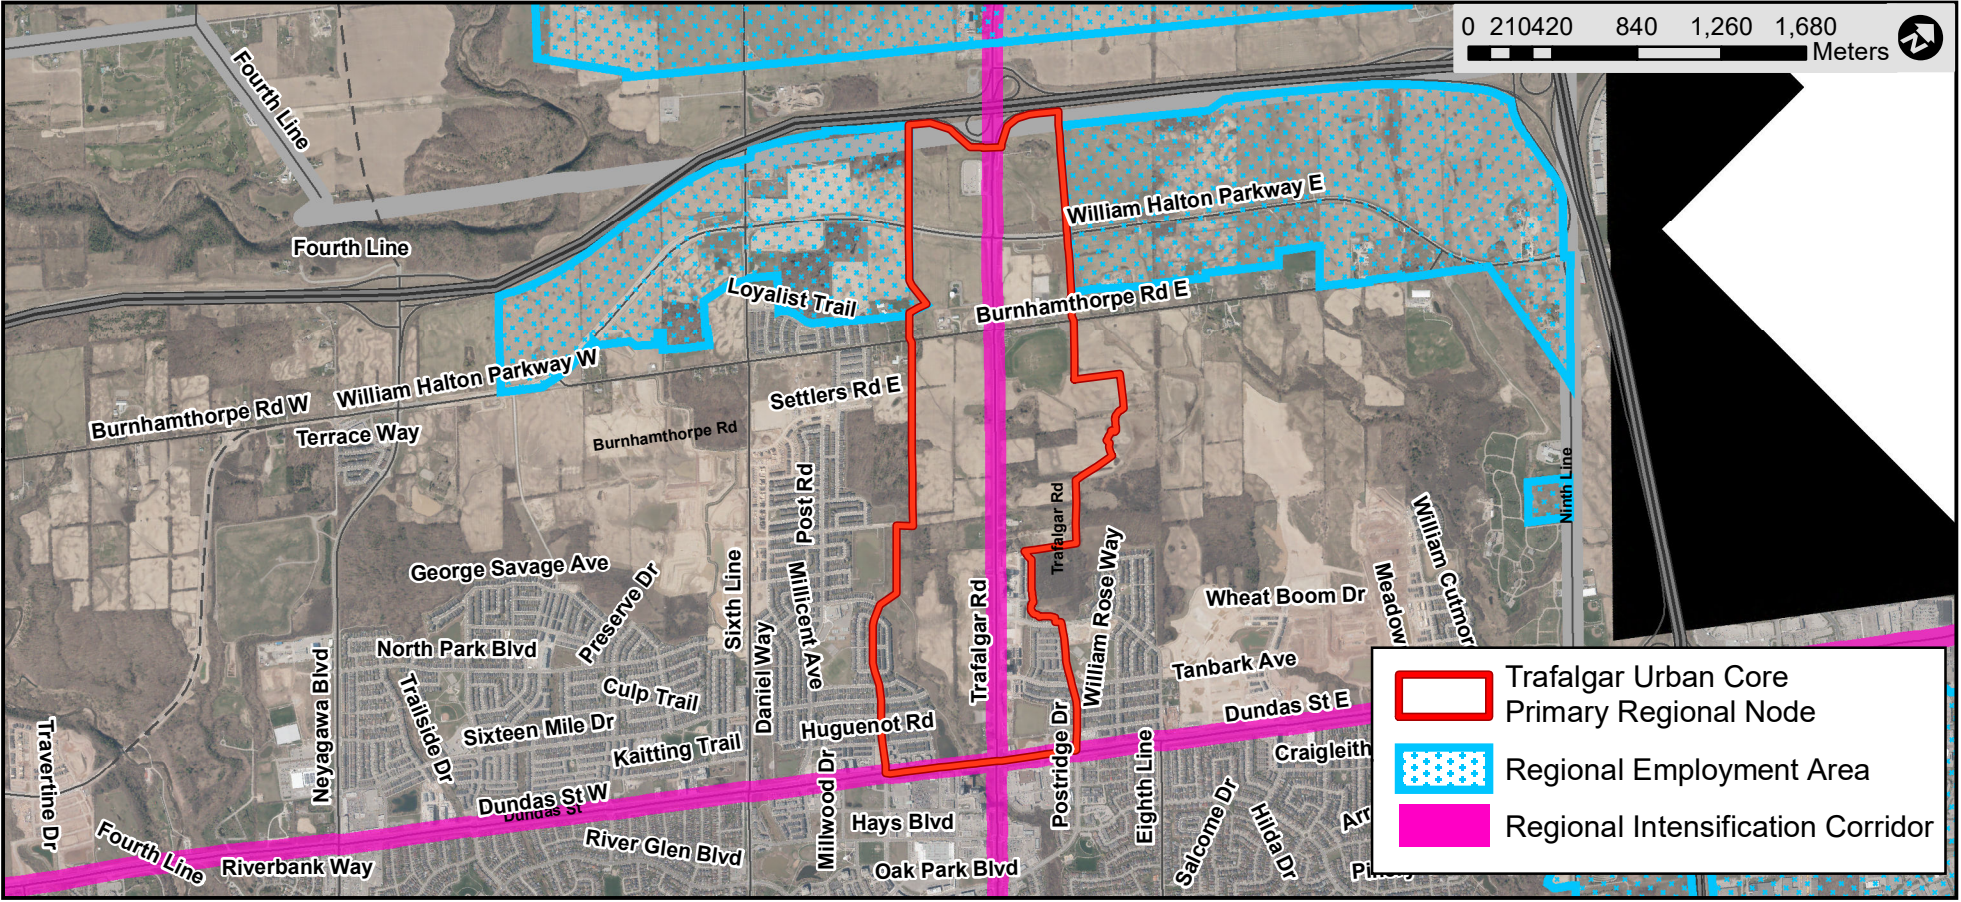 0 210420 840 1,260 1,680
Meters
N
Fourth Line
Fourth Line
William Halton Parkway E
Loyalist Trail
Burnhamthorpe Rd E
William Halton Parkway W
Settlers Rd E
Burnhamthorpe Rd W
Terrace Way
Burnhamthorpe Rd
Post Rd
Trafalgar Rd
Ninth Line
William Cutmor
George Savage Ave
Preserve Dr
Sixth Line
Millicent Ave
William Rose Way
Wheat Boom Dr
Meadow
North Park Blvd
Trafalgar Rd
Tanbark Ave
Neyagawa Blvd
Trailside Dr
Culp Trail
Daniel Way
Huguenot Rd
Postridge Dr
Dundas St E
Sixteen Mile Dr
Kaitting Trail
Travertine Dr
Millwood Dr
Eighth Line
Craigleith
Dundas St W
Dundas St
Fourth Line
Riverbank Way
River Glen Blvd
Hays Blvd
Oak Park Blvd
Salcome Dr
Hilda Dr
Arr
Trafalgar Urban Core
Primary Regional Node
Regional Employment Area
Regional Intensification Corridor